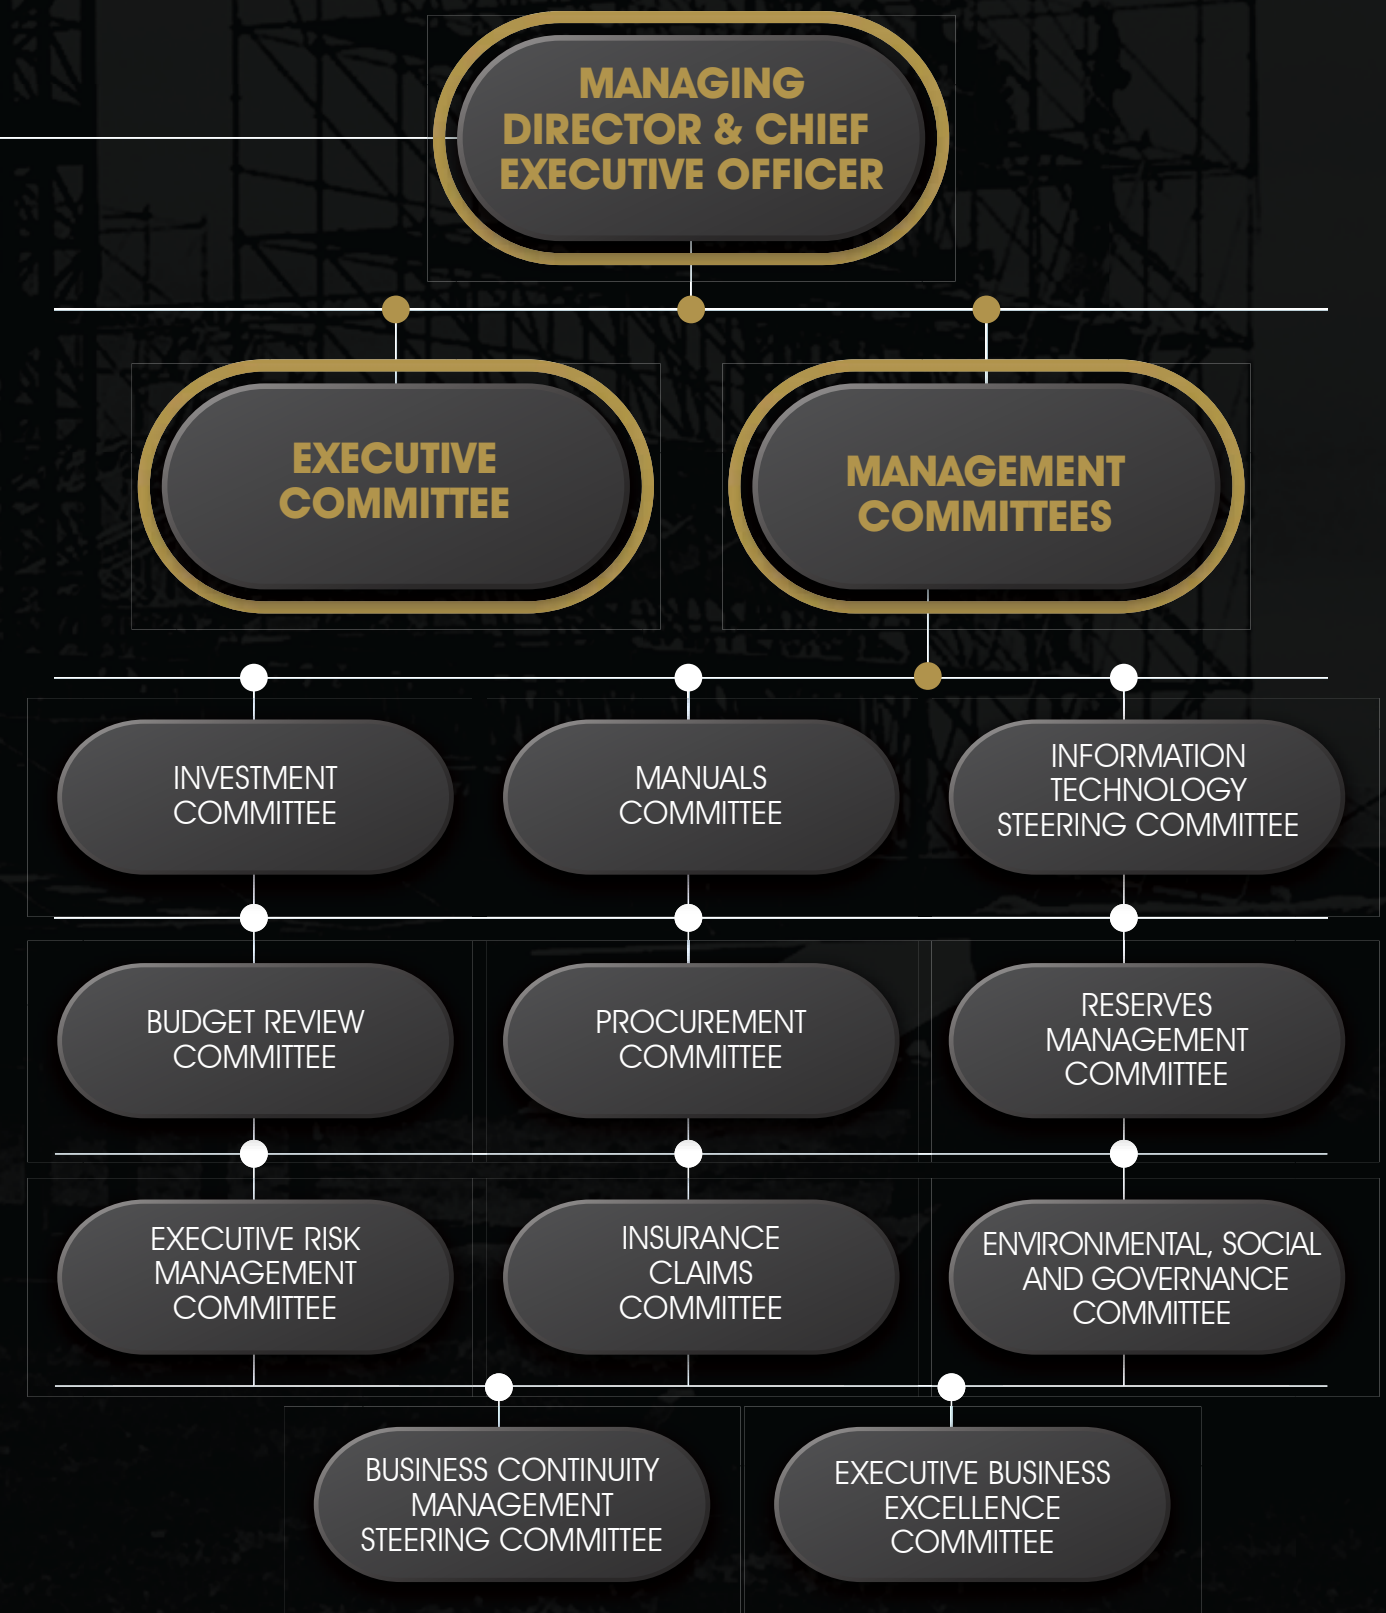 MANAGING
DIRECTOR & CHIEF
EXECUTIVE OFFICER
EXECUTIVE
COMMITTEE
MANAGEMENT
COMMITTEES
INVESTMENT
COMMITTEE
MANUALS
COMMITTEE
INFORMATION
TECHNOLOGY
STEERING COMMITTEE
BUDGET REVIEW
COMMITTEE
PROCUREMENT
COMMITTEE
RESERVES
MANAGEMENT
COMMITTEE
EXECUTIVE RISK
MANAGEMENT
COMMITTEE
INSURANCE
CLAIMS
COMMITTEE
ENVIRONMENTAL, SOCIAL
AND GOVERNANCE
COMMITTEE
BUSINESS CONTINUITY
MANAGEMENT
STEERING COMMITTEE
EXECUTIVE BUSINESS
EXCELLENCE
COMMITTEE